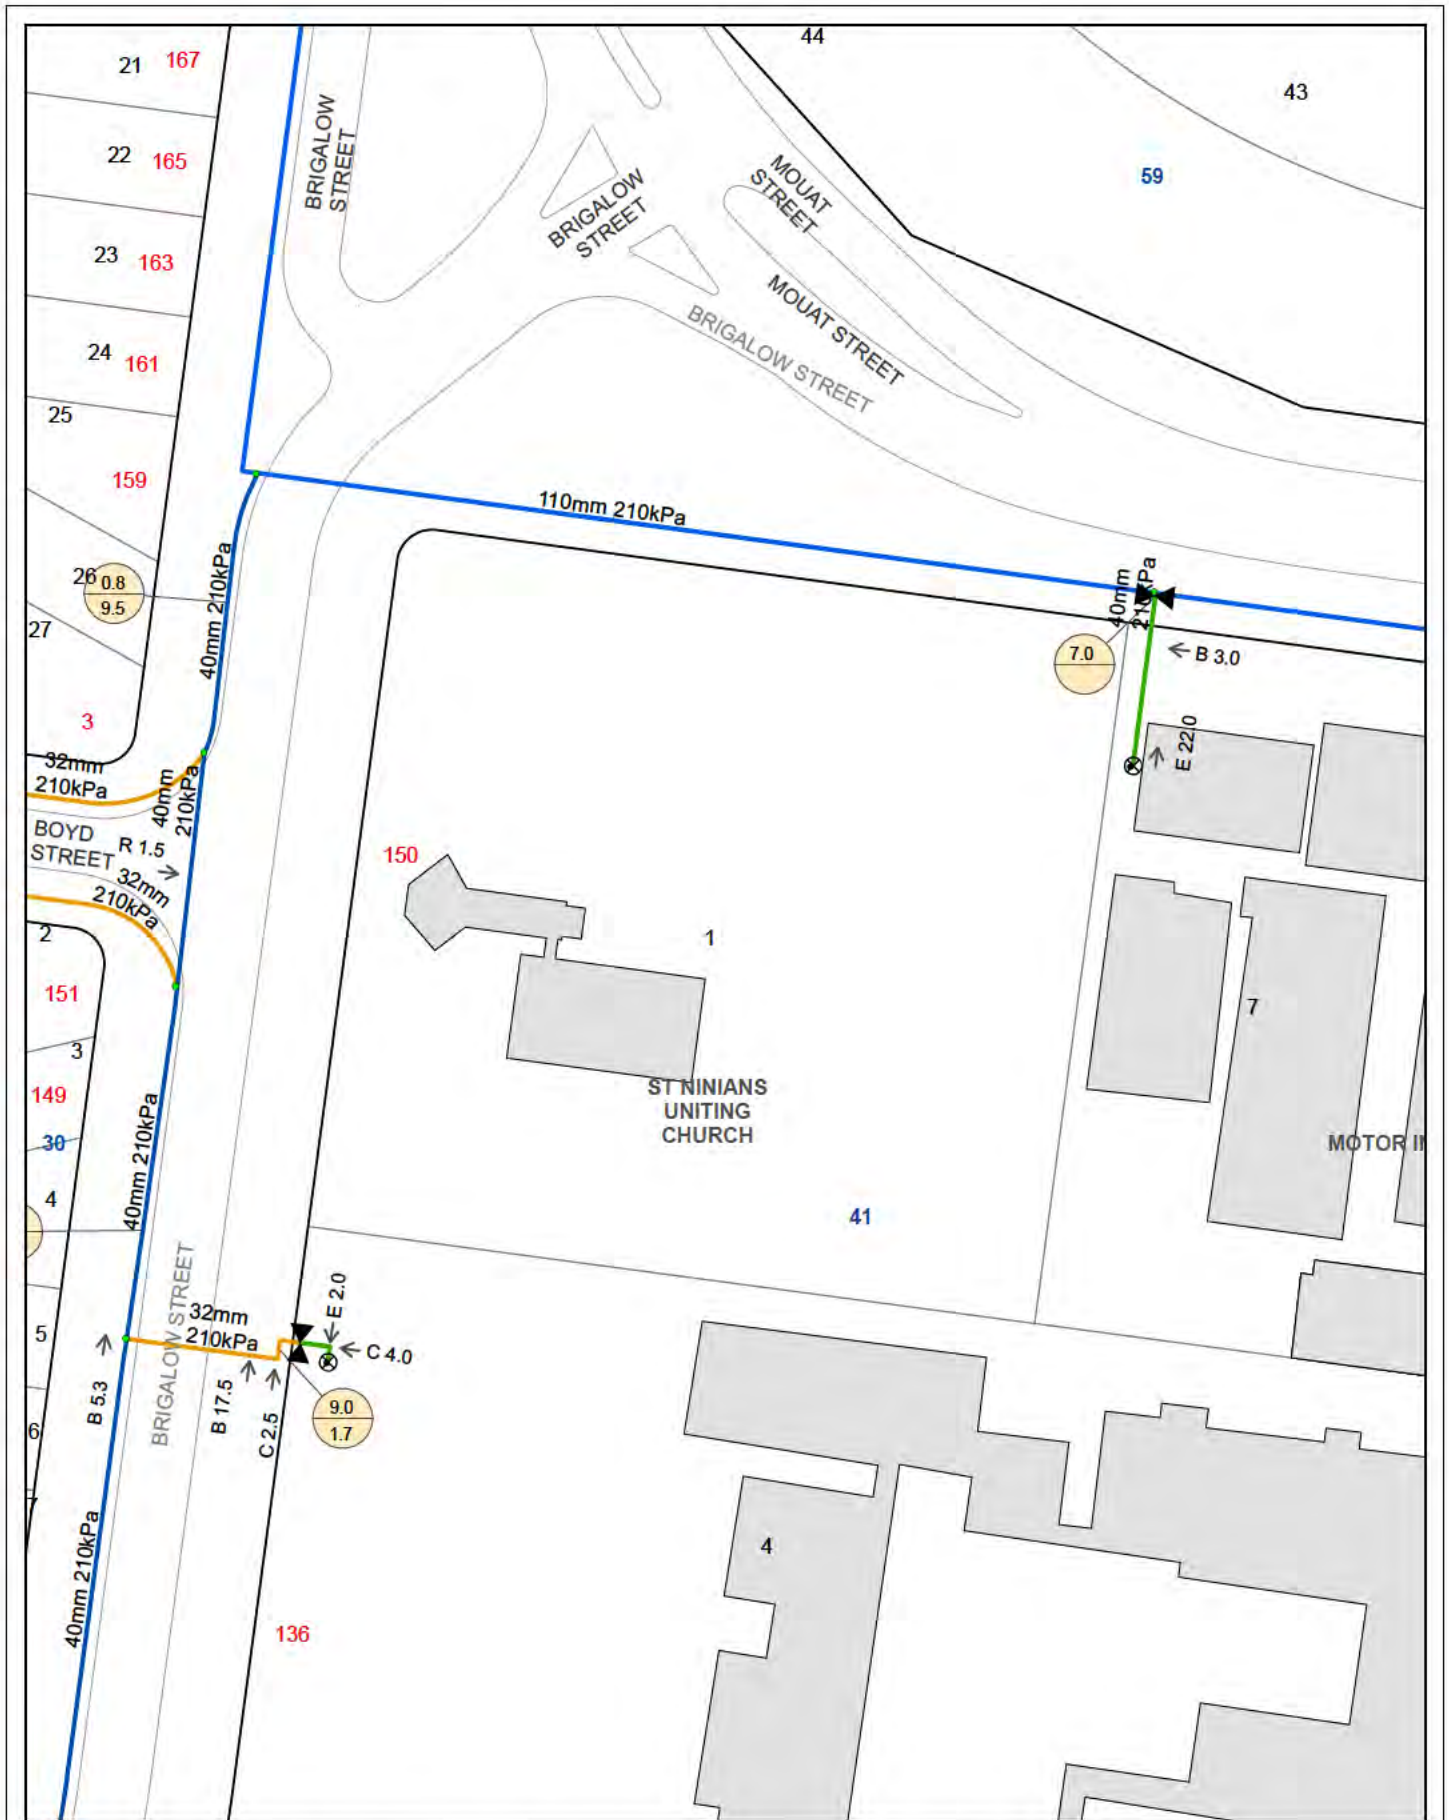 44
21 167
43
22 165
BRIGALOW
STREET
MOUAT
STREET
59
BRIGALOW
STREET
23 163
MOUAT STREET
BRIGALOW STREET
24 161
25
159
110mm 210kPa
26
0.8
9.5
40mm 210kPa
40mm
27
7.0
B 3.0
3
E 22.0
32mm
210kPa
40mm
210kPa
BOYD
STREET
R 1.5
32mm
210kPa
150
2
1
151
7
3
149
ST NINIANS
UNITING
CHURCH
30
MOTOR
4
40mm 210kPa
41
BRIGALOW STREET
5
32mm
210kPa
E 2.0
C 4.0
B 5.3
B 17.5
C 2.5
9.0
1.7
6
7
4
40mm 210kPa
136